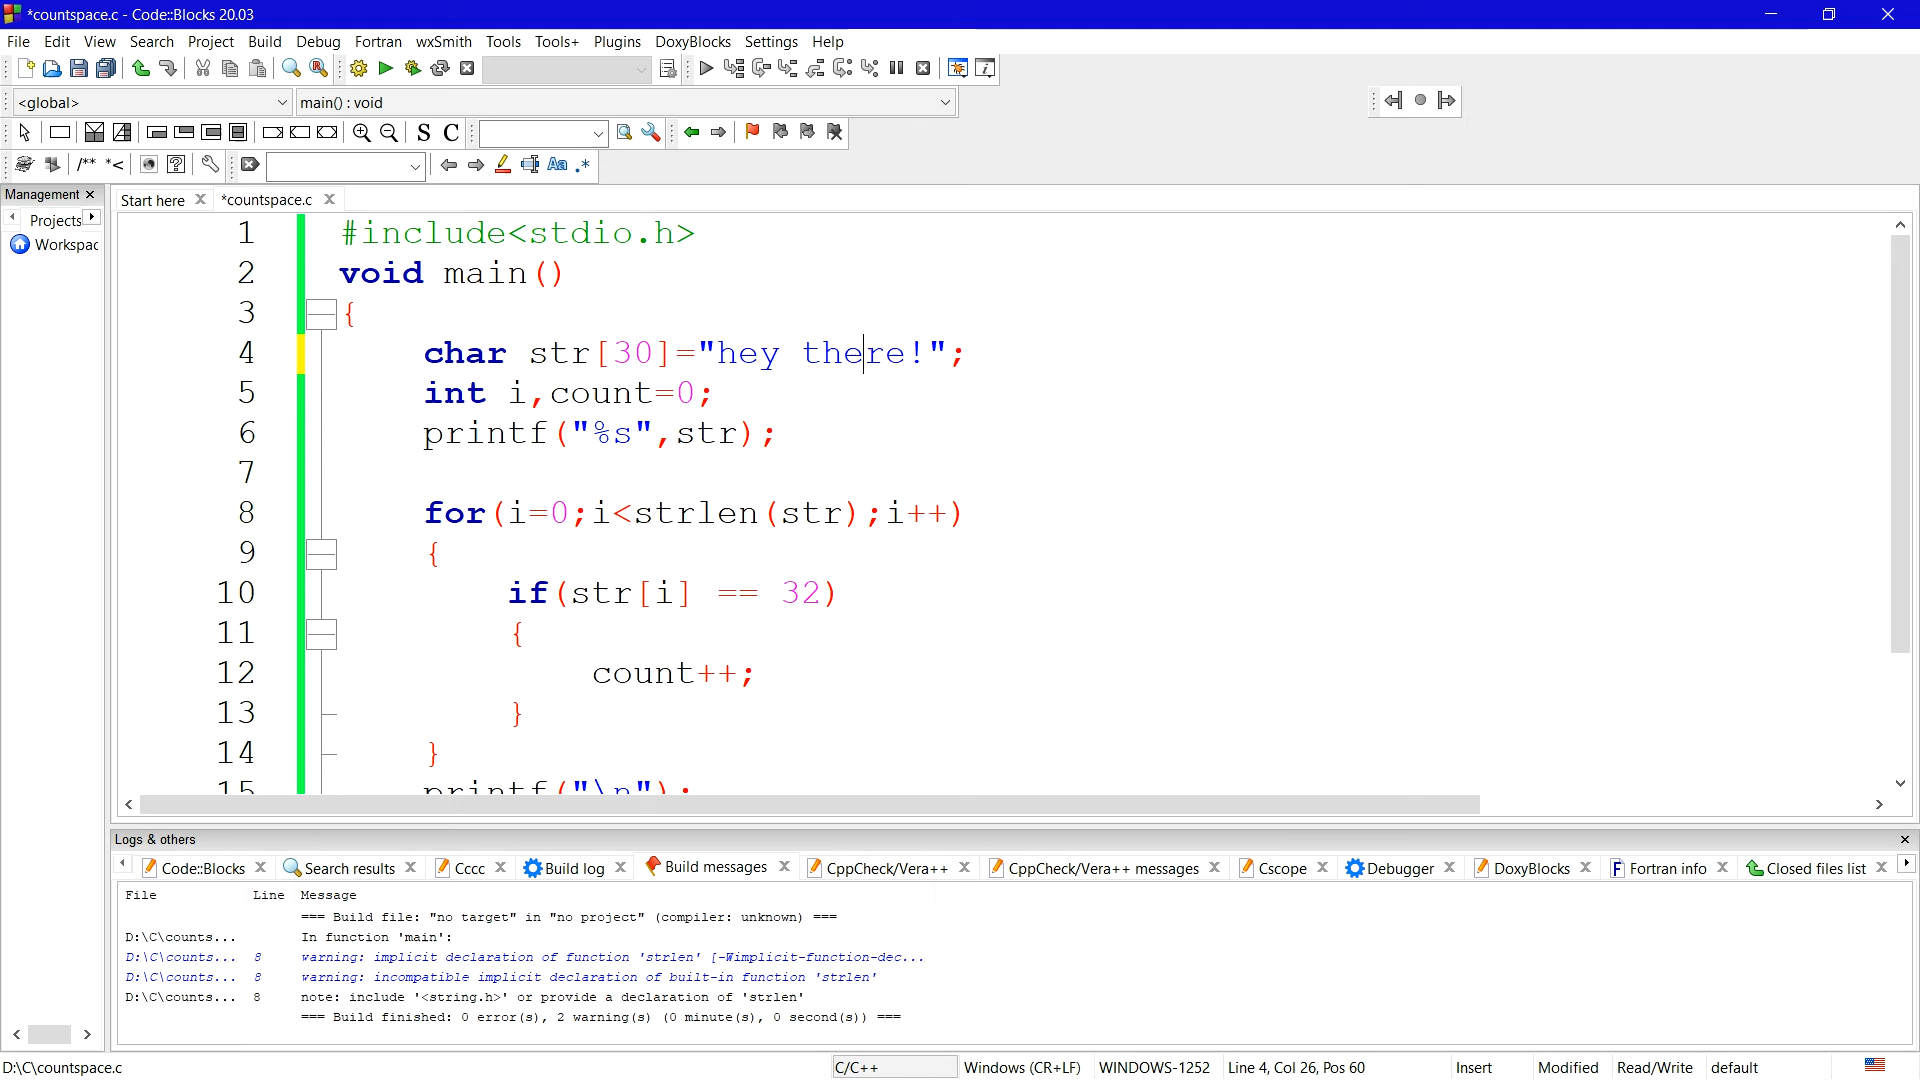 *countspace.c - Code::Blocks 20.03
File Edit View Search Project Build Debug Fortran wxSmith Tools Tools+ Plugins DoxyBlocks Settings Help
<global> main() : void
S C
/** *<
Aa .*
Management
Start here *countspace.c
Projects
Workspac
1 #include<stdio.h>
2 void main()
3 {
4 char str[30]="hey there!";
5 int i,count=0;
6 printf("%s",str);
7
8 for(i=0;i<strlen(str);i++)
9 {
10 if(str[i] == 32)
11 {
12 count++;
13 }
14 }
15 printf("\n");
Logs & others
Code::Blocks Search results Cccc Build log Build messages CppCheck/Vera++ CppCheck/Vera++ messages Cscope Debugger DoxyBlocks Fortran info Closed files list
File Line Message
=== Build file: "no target" in "no project" (compiler: unknown) ===
D:\C\counts... In function 'main':
D:\C\counts... 8 warning: implicit declaration of function 'strlen' [-Wimplicit-function-dec...
D:\C\counts... 8 warning: incompatible implicit declaration of built-in function 'strlen'
D:\C\counts... 8 note: include '<string.h>' or provide a declaration of 'strlen'
=== Build finished: 0 error(s), 2 warning(s) (0 minute(s), 0 second(s)) ===
D:\C\countspace.c C/C++ Windows (CR+LF) WINDOWS-1252 Line 4, Col 26, Pos 60 Insert Modified Read/Write default